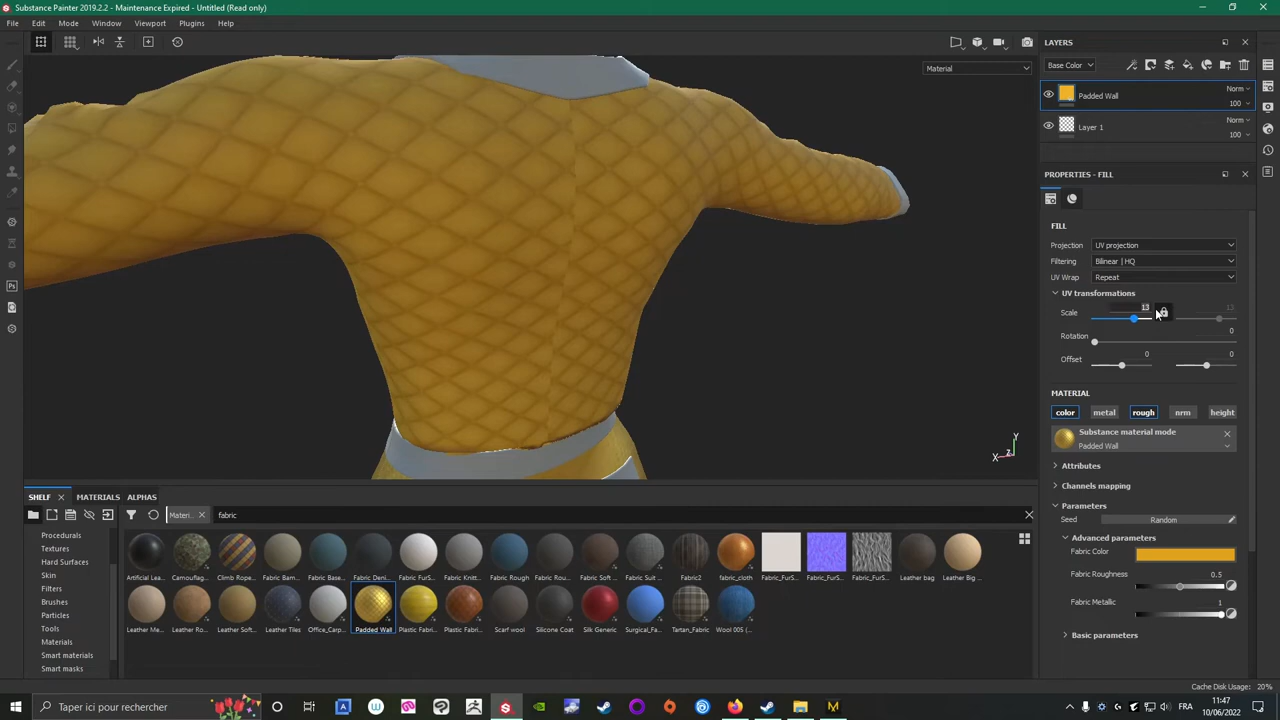 Substance Painter 2019.2.2 - Maintenance Expired - Untitled (Read only)
File Edit Mode Window Viewport Plugins Help
Material
LAYERS
Base Color
Padded Wall
Norm
100
Layer 1
Norm
100
PROPERTIES - FILL
FILL
Projection UV projection
Filtering Bilinear | HQ
UV Wrap Repeat
UV transformations
Scale 13 13
Rotation 0
Offset 0 0
MATERIAL
color metal rough nrm height
Substance material mode
Padded Wall
Attributes
Channels mapping
Parameters
Seed Random
Advanced parameters
Fabric Color
Fabric Roughness 0.5
Fabric Metallic 1
Basic parameters
Y
X Z
SHELF MATERIALS ALPHAS
Materi... fabric
Procedurals
Textures
Hard Surfaces
Skin
Filters
Brushes
Particles
Tools
Materials
Smart materials
Smart masks
Artificial Lea... Camouflag... Climb Rope... Fabric Bam... Fabric Base... Fabric Deni... Fabric FurS... Fabric Knitt... Fabric Rough Fabric Rou... Fabric Soft ... Fabric Suit ... Fabric2 fabric_cloth Fabric_FurS... Fabric_FurS... Fabric_FurS... Leather bag Leather Big ...
Leather Me... Leather Ro... Leather Soft... Leather Tiles Office_Carp... Padded Wall Plastic Fabri... Plastic Fabri... Scarf wool Silicone Coat Silk Generic Surgical_Fa... Tartan_Fabric Wool 005 (...
Cache Disk Usage: 20%
Taper ici pour rechercher
FRA
11:47
10/06/2022